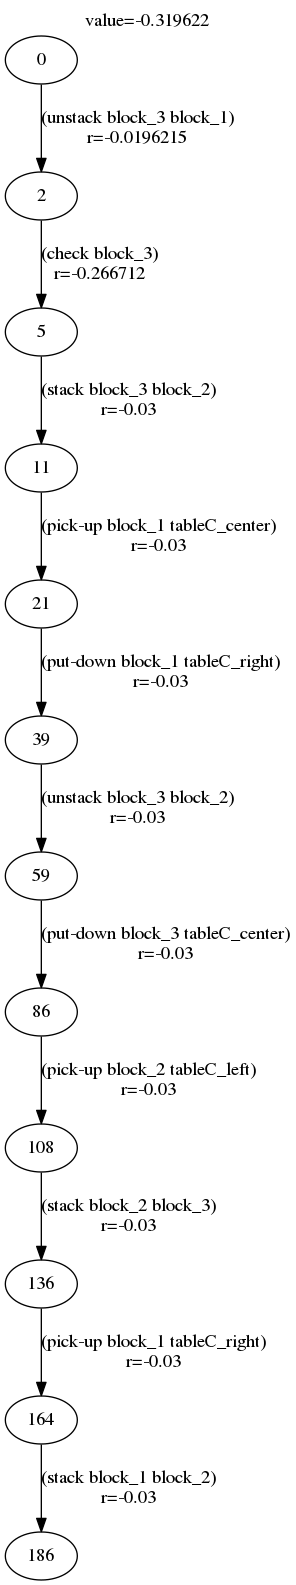 value=-0.319622
0
(unstack block_3 block_1)
r=-0.0196215
2
(check block_3)
r=-0.266712
5
(stack block_3 block_2)
r=-0.03
11
(pick-up block_1 tableC_center)
r=-0.03
21
(put-down block_1 tableC_right)
r=-0.03
39
(unstack block_3 block_2)
r=-0.03
59
(put-down block_3 tableC_center)
r=-0.03
86
(pick-up block_2 tableC_left)
r=-0.03
108
(stack block_2 block_3)
r=-0.03
136
(pick-up block_1 tableC_right)
r=-0.03
164
(stack block_1 block_2)
r=-0.03
186